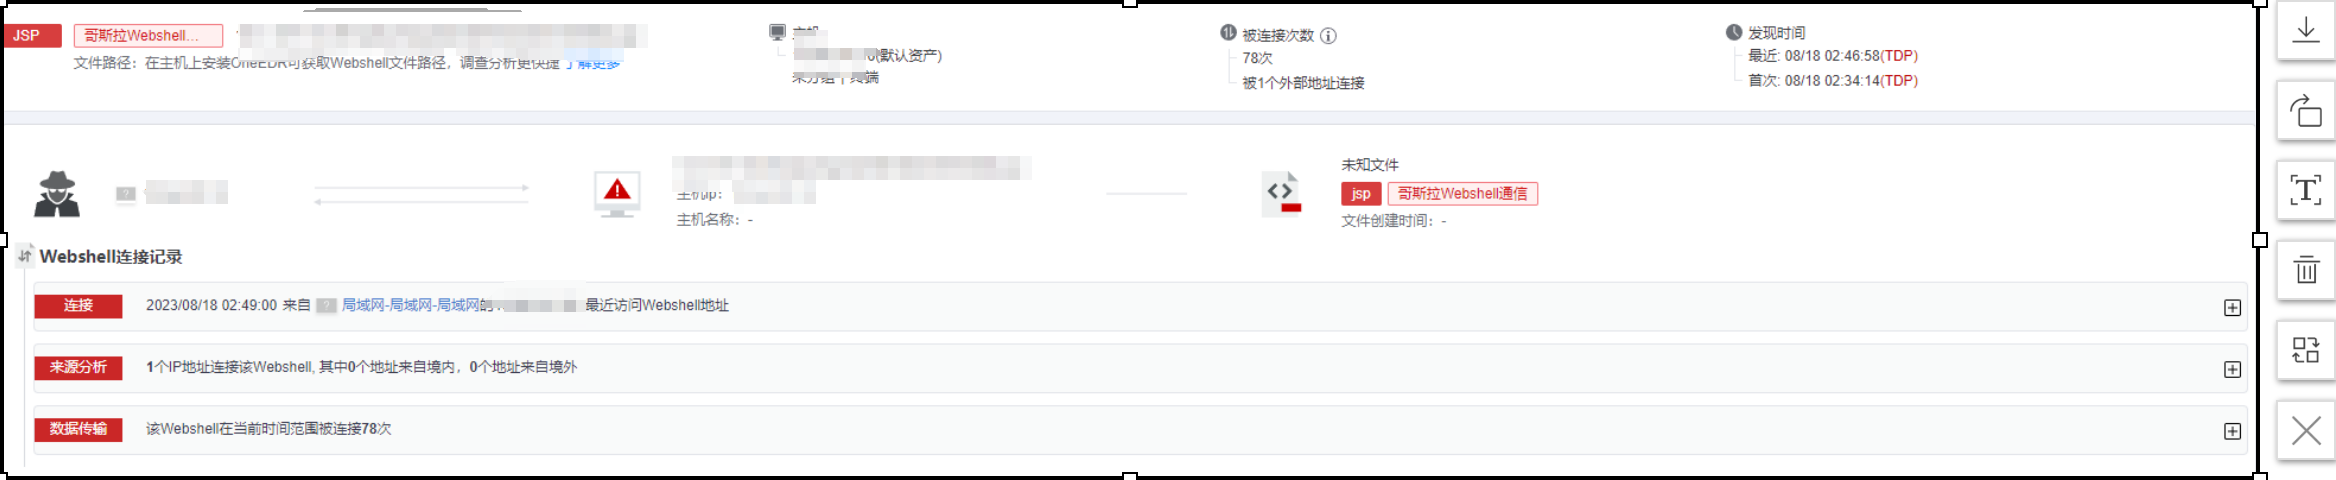 JSP 哥斯拉Webshell...
文件路径：在主机上安装OneEDR可获取Webshell文件路径，调查分析更快捷 了解更多
主机
(默认资产)
被连接次数
78次
被1个外部地址连接
发现时间
最近: 08/18 02:46:58(TDP)
首次: 08/18 02:34:14(TDP)
?
主机ip：
主机名称： -
未知文件
jsp 哥斯拉Webshell通信
文件创建时间： -
Webshell连接记录
连接 2023/08/18 02:49:00 来自 ? 局域网-局域网-局域网的 最近访问Webshell地址
来源分析 1个IP地址连接该Webshell, 其中0个地址来自境内，0个地址来自境外
数据传输 该Webshell在当前时间范围被连接78次